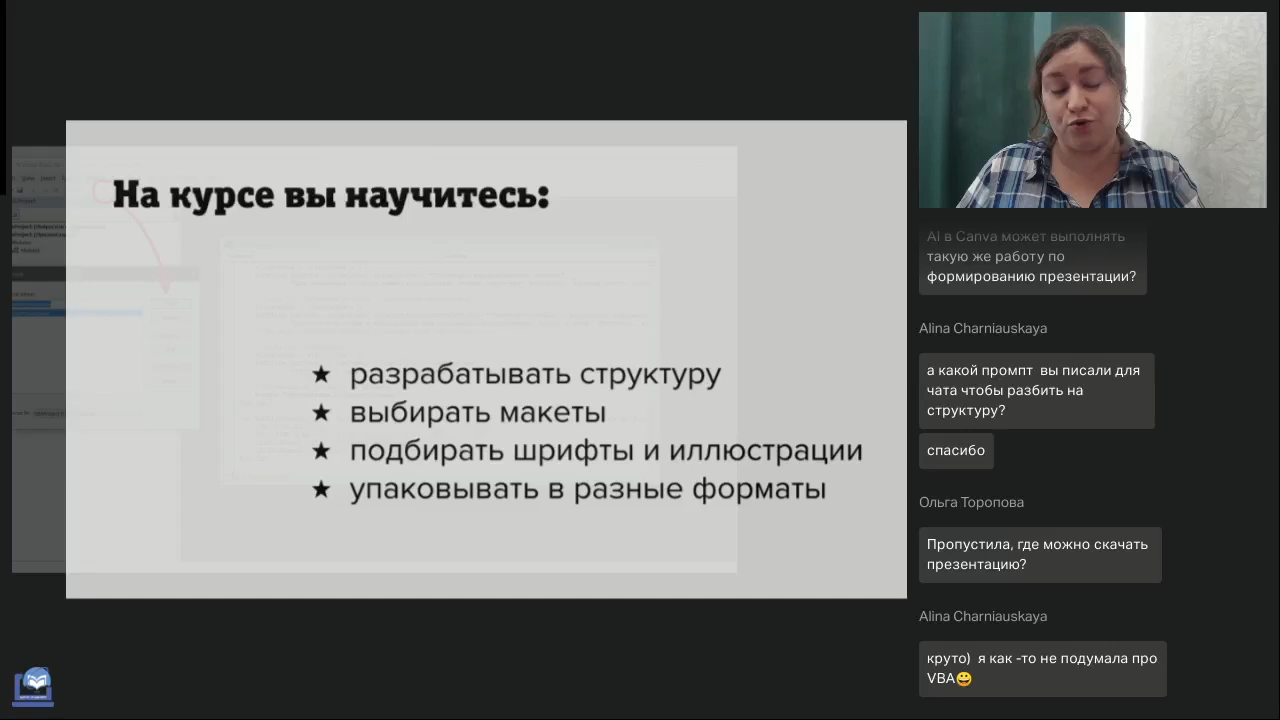 На курсе вы научитесь:
★ разрабатывать структуру
★ выбирать макеты
★ подбирать шрифты и иллюстрации
★ упаковывать в разные форматы
AI в Canva может выполнять
такую же работу по
формированию презентации?
Alina Charniauskaya
а какой промпт вы писали для
чата чтобы разбить на
структуру?
спасибо
Ольга Торопова
Пропустила, где можно скачать
презентацию?
Alina Charniauskaya
круто) я как -то не подумала про
VBA😀